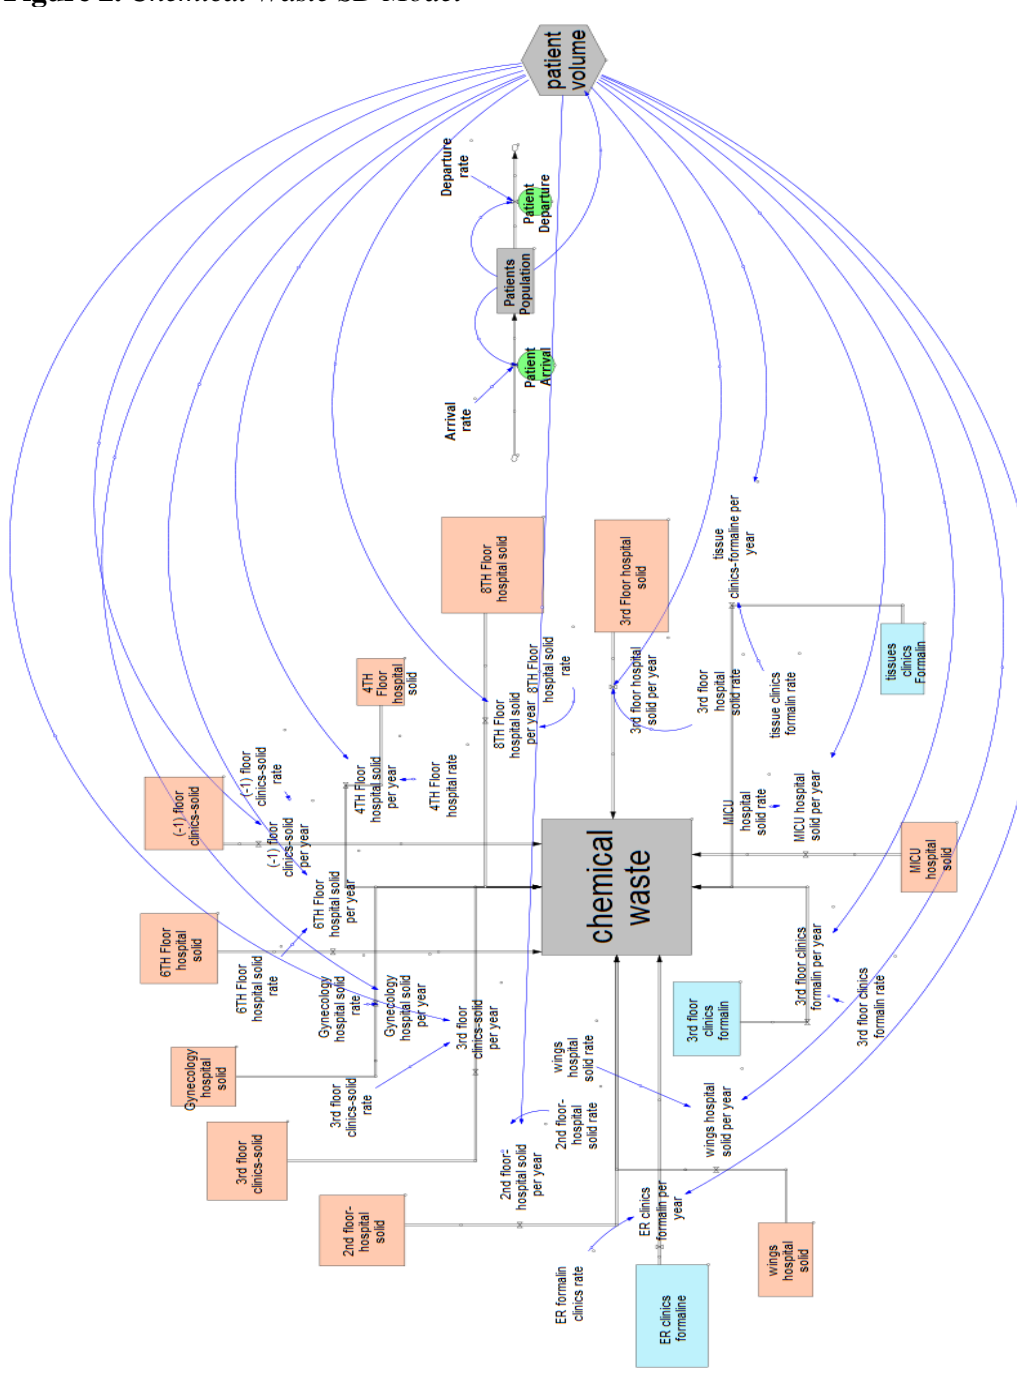 Figure 2. Chemical Waste SD Model
patient
volume
Departure
rate
Patient
Departure
Patients
Population
Patient
Arrival
Arrival
rate
8TH Floor
hospital solid
3rd Floor hospital
solid
tissue
clinics-formaline per
year
tissues
clinics
Formalin
4TH
Floor
hospital
solid
8TH Floor
hospital solid
rate
8TH Floor
hospital solid
per year
3rd floor hospital
solid per year
3rd floor
hospital
solid rate
tissue clinics
formalin rate
(-1) floor
clinics-solid
(-1) floor
clinics-solid
rate
(-1) floor
clinics-solid
per year
4TH Floor
hospital solid
per year
4TH Floor
hospital rate
MICU
hospital
solid rate
MICU hospital
solid per year
MICU
hospital
solid
chemical
waste
6TH Floor
hospital
solid
6TH Floor
hospital solid
per year
6TH Floor
hospital solid
rate
Gynecology
hospital solid
rate
Gynecology
hospital solid
per year
3rd floor
clinics-solid
per year
3rd floor
clinics
formalin
3rd floor clinics
formalin per year
3rd floor clinics
formalin rate
Gynecology
hospital
solid
3rd floor
clinics-solid
rate
3rd floor
clinics-solid
wings
hospital
solid rate
2nd floor-
hospital
solid rate
wings hospital
solid per year
2nd floor-
hospital solid
per year
2nd floor-
hospital
solid
ER clinics
formalin per
year
ER formalin
clinics rate
ER clinics
formaline
wings
hospital
solid